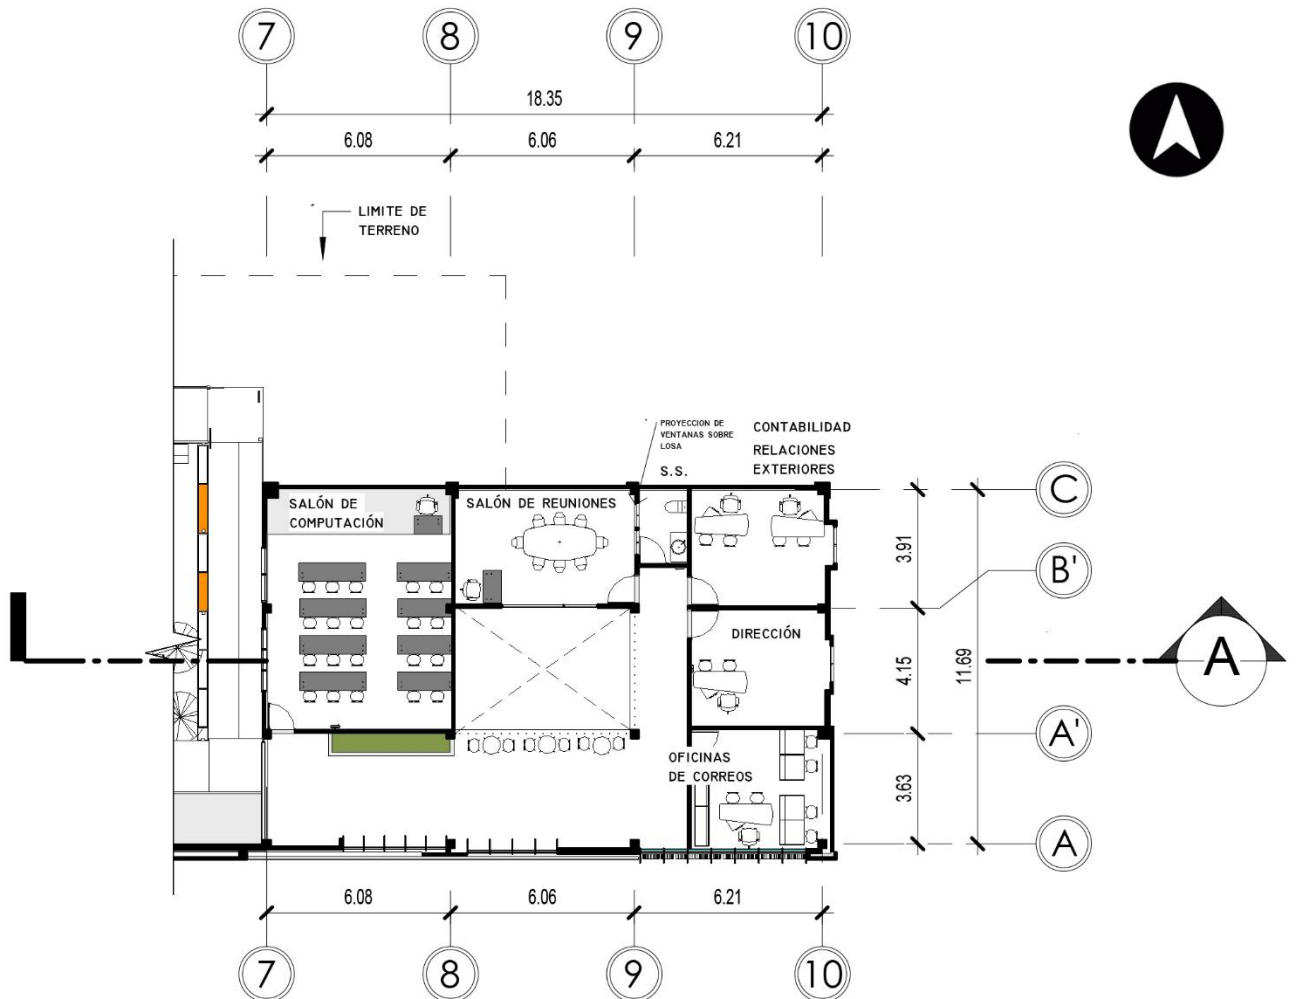 7 8 9 10
18.35
6.08 6.06 6.21
LIMITE DE
TERRENO
PROYECCION DE
VENTANAS SOBRE
LOSA
S.S.
CONTABILIDAD
RELACIONES
EXTERIORES
SALÓN DE
COMPUTACIÓN
SALÓN DE REUNIONES
C
3.91
B'
DIRECCIÓN
4.15
11.69
A
A'
OFICINAS
DE CORREOS
3.63
A
6.08 6.06 6.21
7 8 9 10